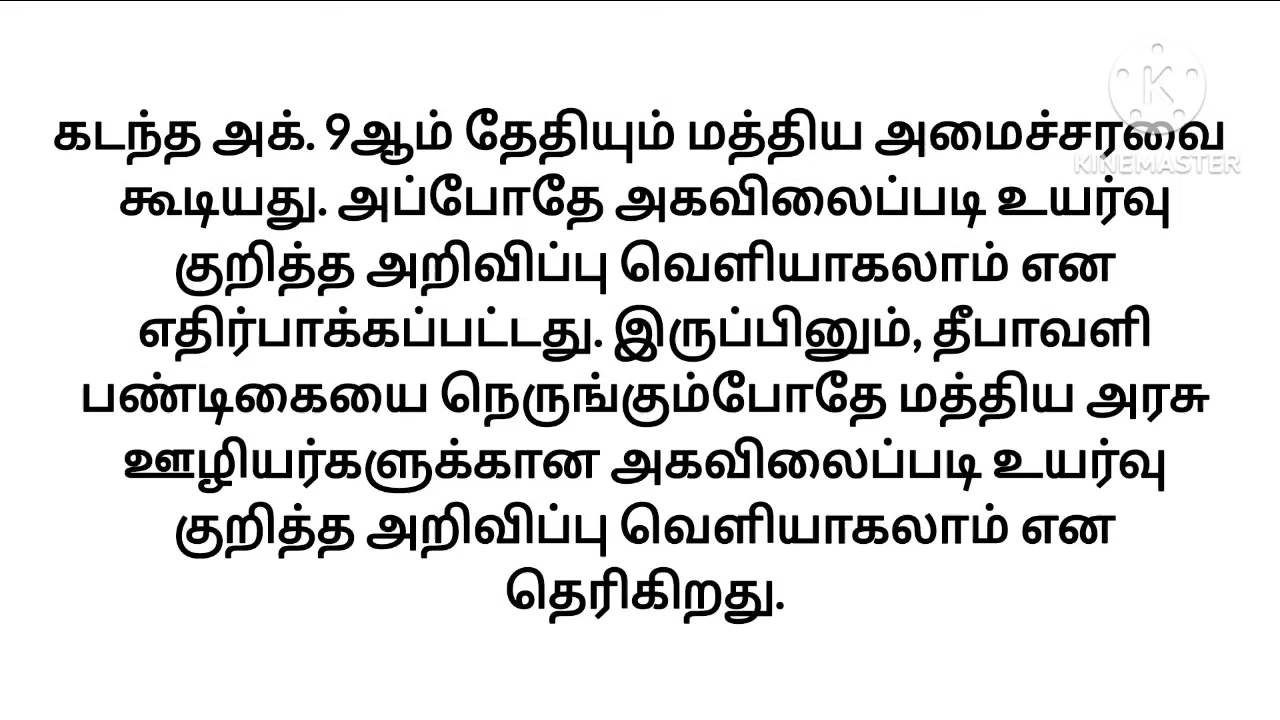 கடந்த அக். 9ஆம் தேதியும் மத்திய அமைச்சரவை
கூடியது. அப்போதே அகவிலைப்படி உயர்வு
குறித்த அறிவிப்பு வெளியாகலாம் என
எதிர்பாக்கப்பட்டது. இருப்பினும், தீபாவளி
பண்டிகையை நெருங்கும்போதே மத்திய அரசு
ஊழியர்களுக்கான அகவிலைப்படி உயர்வு
குறித்த அறிவிப்பு வெளியாகலாம் என
தெரிகிறது.
K
KINEMASTER